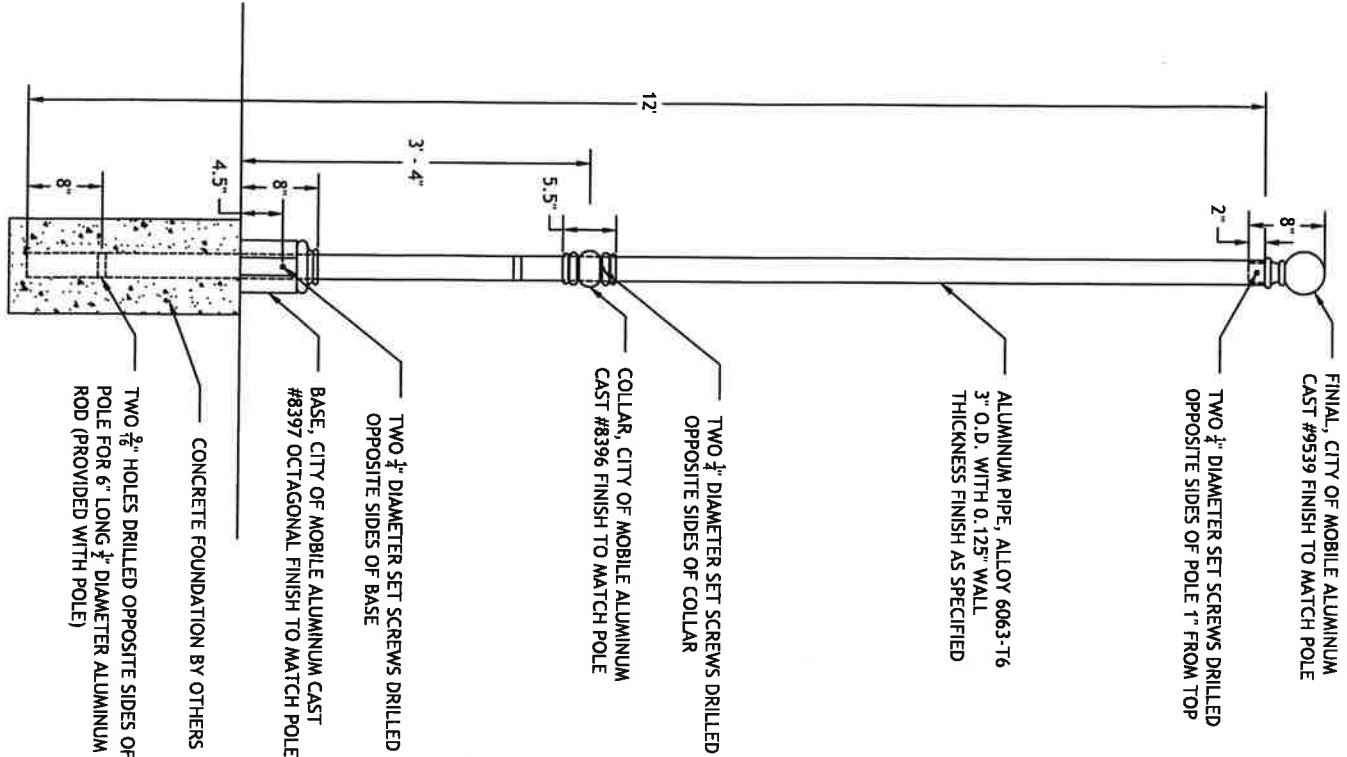 FINIAL, CITY OF MOBILE ALUMINUM
CAST #9539 FINISH TO MATCH POLE
TWO 1/4" DIAMETER SET SCREWS DRILLED
OPPOSITE SIDES OF POLE 1" FROM TOP
ALUMINUM PIPE, ALLOY 6063-T6
3" O.D. WITH 0.125" WALL
THICKNESS FINISH AS SPECIFIED
TWO 1/4" DIAMETER SET SCREWS DRILLED
OPPOSITE SIDES OF COLLAR
COLLAR, CITY OF MOBILE ALUMINUM
CAST #8396 FINISH TO MATCH POLE
TWO 1/4" DIAMETER SET SCREWS DRILLED
OPPOSITE SIDES OF BASE
BASE, CITY OF MOBILE ALUMINUM CAST
#8397 OCTAGONAL FINISH TO MATCH POLE
CONCRETE FOUNDATION BY OTHERS
TWO 9/16" HOLES DRILLED OPPOSITE SIDES OF
POLE FOR 6" LONG 1/2" DIAMETER ALUMINUM
ROD (PROVIDED WITH POLE)
8"
2"
12'
5.5"
3' - 4"
8"
4.5"
8"